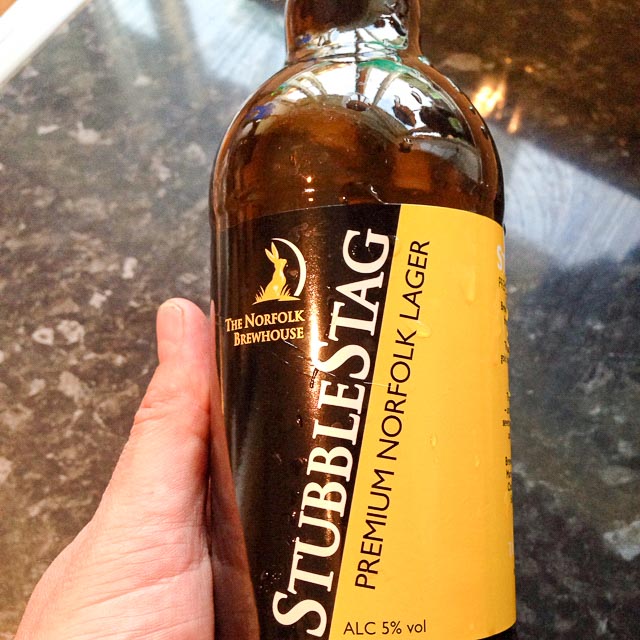 THE NORFOLK
BREWHOUSE
STUBBLESTAG
PREMIUM NORFOLK LAGER
ALC 5% vol